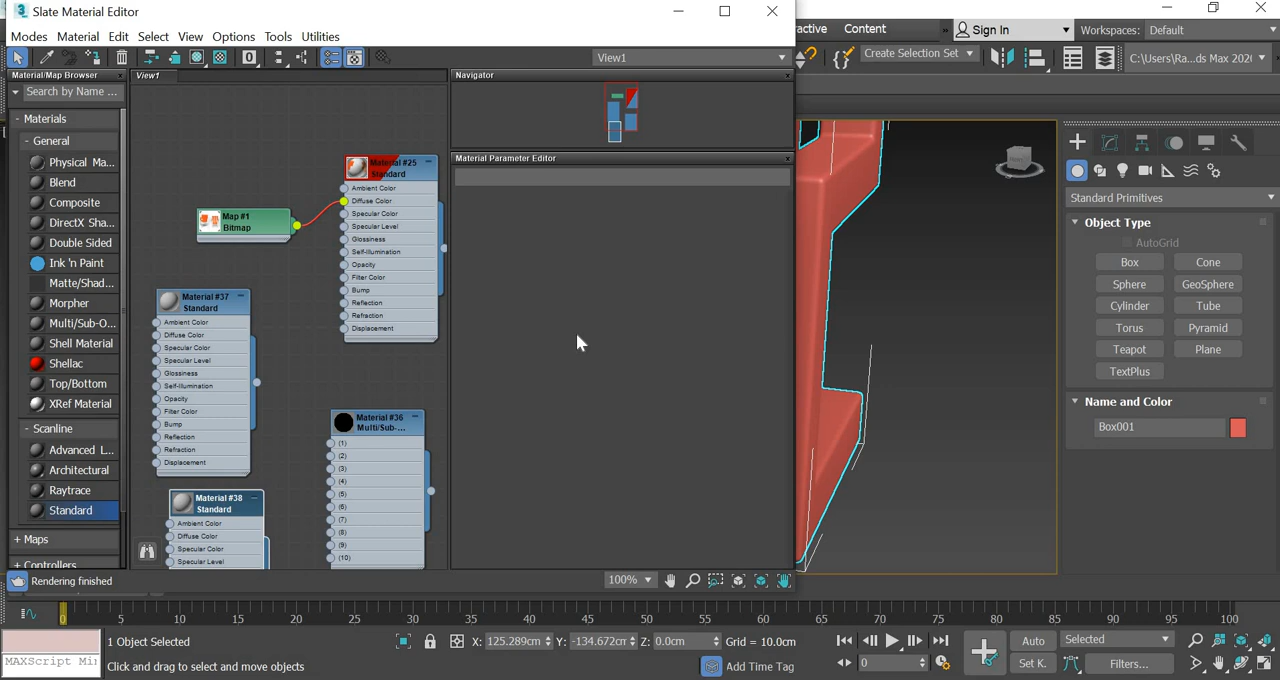 Slate Material Editor
Modes Material Edit Select View Options Tools Utilities
View1
Material/Map Browser
Search by Name ...
- Materials
- General
Physical Ma...
Blend
Composite
DirectX Sha...
Double Sided
Ink 'n Paint
Matte/Shad...
Morpher
Multi/Sub-O...
Shell Material
Shellac
Top/Bottom
XRef Material
- Scanline
Advanced L...
Architectural
Raytrace
Standard
+ Maps
+ Controllers
View1
Map #1
Bitmap
Material #25
Standard
Ambient Color
Diffuse Color
Specular Color
Specular Level
Glossiness
Self-Illumination
Opacity
Filter Color
Bump
Reflection
Refraction
Displacement
Material #37
Standard
Ambient Color
Diffuse Color
Specular Color
Specular Level
Glossiness
Self-Illumination
Opacity
Filter Color
Bump
Reflection
Refraction
Displacement
Material #36
Multi/Sub-...
(1)
(2)
(3)
(4)
(5)
(6)
(7)
(8)
(9)
(10)
Material #38
Standard
Ambient Color
Diffuse Color
Specular Color
Specular Level
Navigator
Material Parameter Editor
Rendering finished
100%
ractive Content
» Sign In
Workspaces: Default
Create Selection Set
C:\Users\Ra...ds Max 202(
Standard Primitives
Object Type
AutoGrid
Box Cone
Sphere GeoSphere
Cylinder Tube
Torus Pyramid
Teapot Plane
TextPlus
Name and Color
Box001
0 5 10 15 20 25 30 35 40 45 50 55 60 65 70 75 80 85 90 95 100
MAXScript Mi
1 Object Selected
Click and drag to select and move objects
X: 125.289cm Y: -134.672cm Z: 0.0cm Grid = 10.0cm
Add Time Tag
0
Auto Selected
Set K. Filters...